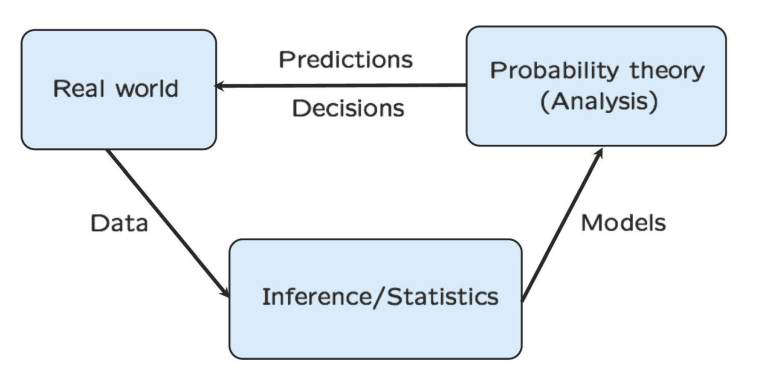 Predictions
Real world
Probability theory
(Analysis)
Decisions
Data
Models
Inference/Statistics